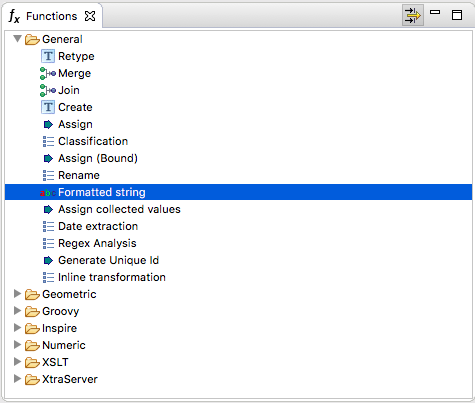 fx Functions
General
Retype
Merge
Join
Create
Assign
Classification
Assign (Bound)
Rename
Formatted string
Assign collected values
Date extraction
Regex Analysis
Generate Unique Id
Inline transformation
Geometric
Groovy
Inspire
Numeric
XSLT
XtraServer